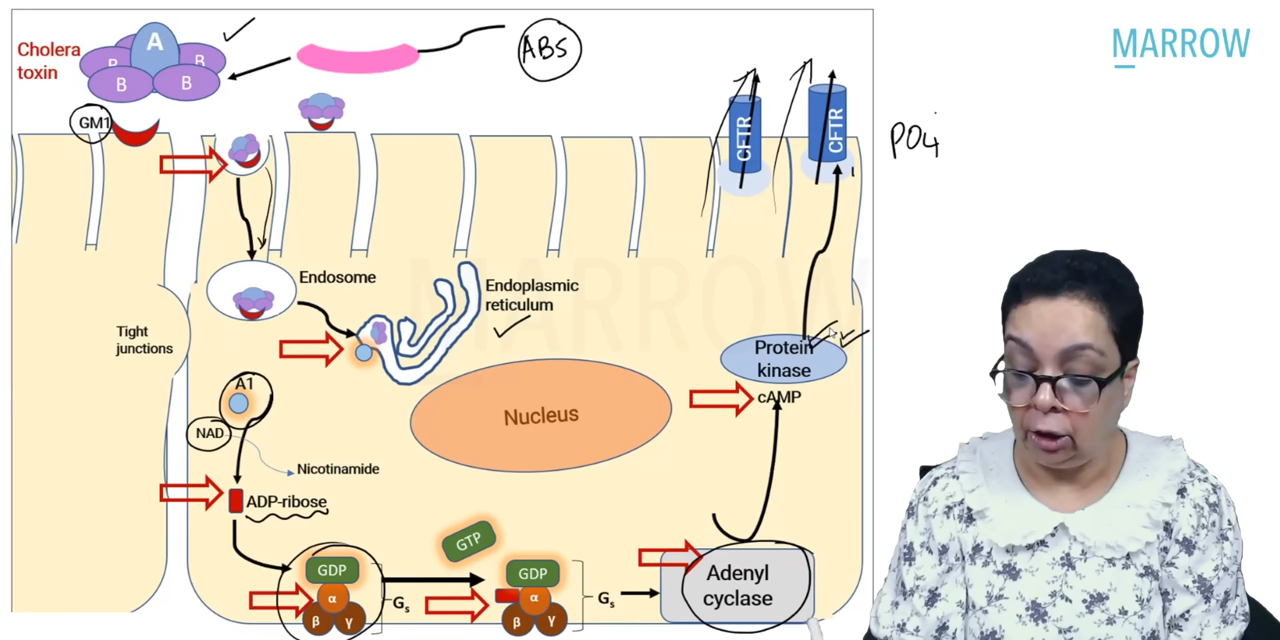 MARROW
Cholera
toxin
A
B
B
B
B
ABS
GM1
CFTR
CFTR
PO4
MARROW
Endosome
Endoplasmic
reticulum
Tight
junctions
Protein
kinase
cAMP
A1
NAD
Nucleus
Nicotinamide
ADP-ribose
GTP
GDP
α
β γ
Gs
GDP
α
β γ
Gs
Adenyl
cyclase